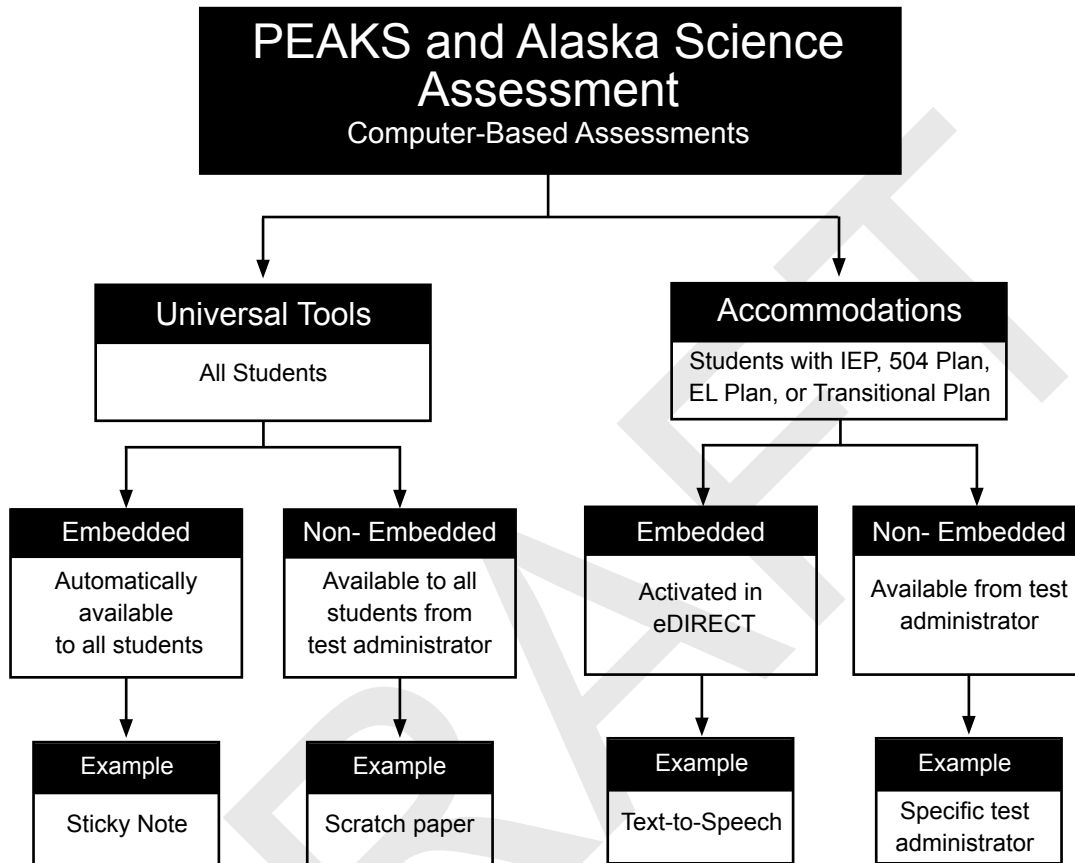 PEAKS and Alaska Science
Assessment
Computer-Based Assessments
Universal Tools
All Students
Accommodations
Students with IEP, 504 Plan,
EL Plan, or Transitional Plan
Embedded
Automatically
available
to all students
Non- Embedded
Available to all
students from
test administrator
Embedded
Activated in
eDIRECT
Non- Embedded
Available from test
administrator
Example
Sticky Note
Example
Scratch paper
Example
Text-to-Speech
Example
Specific test
administrator
RAFT